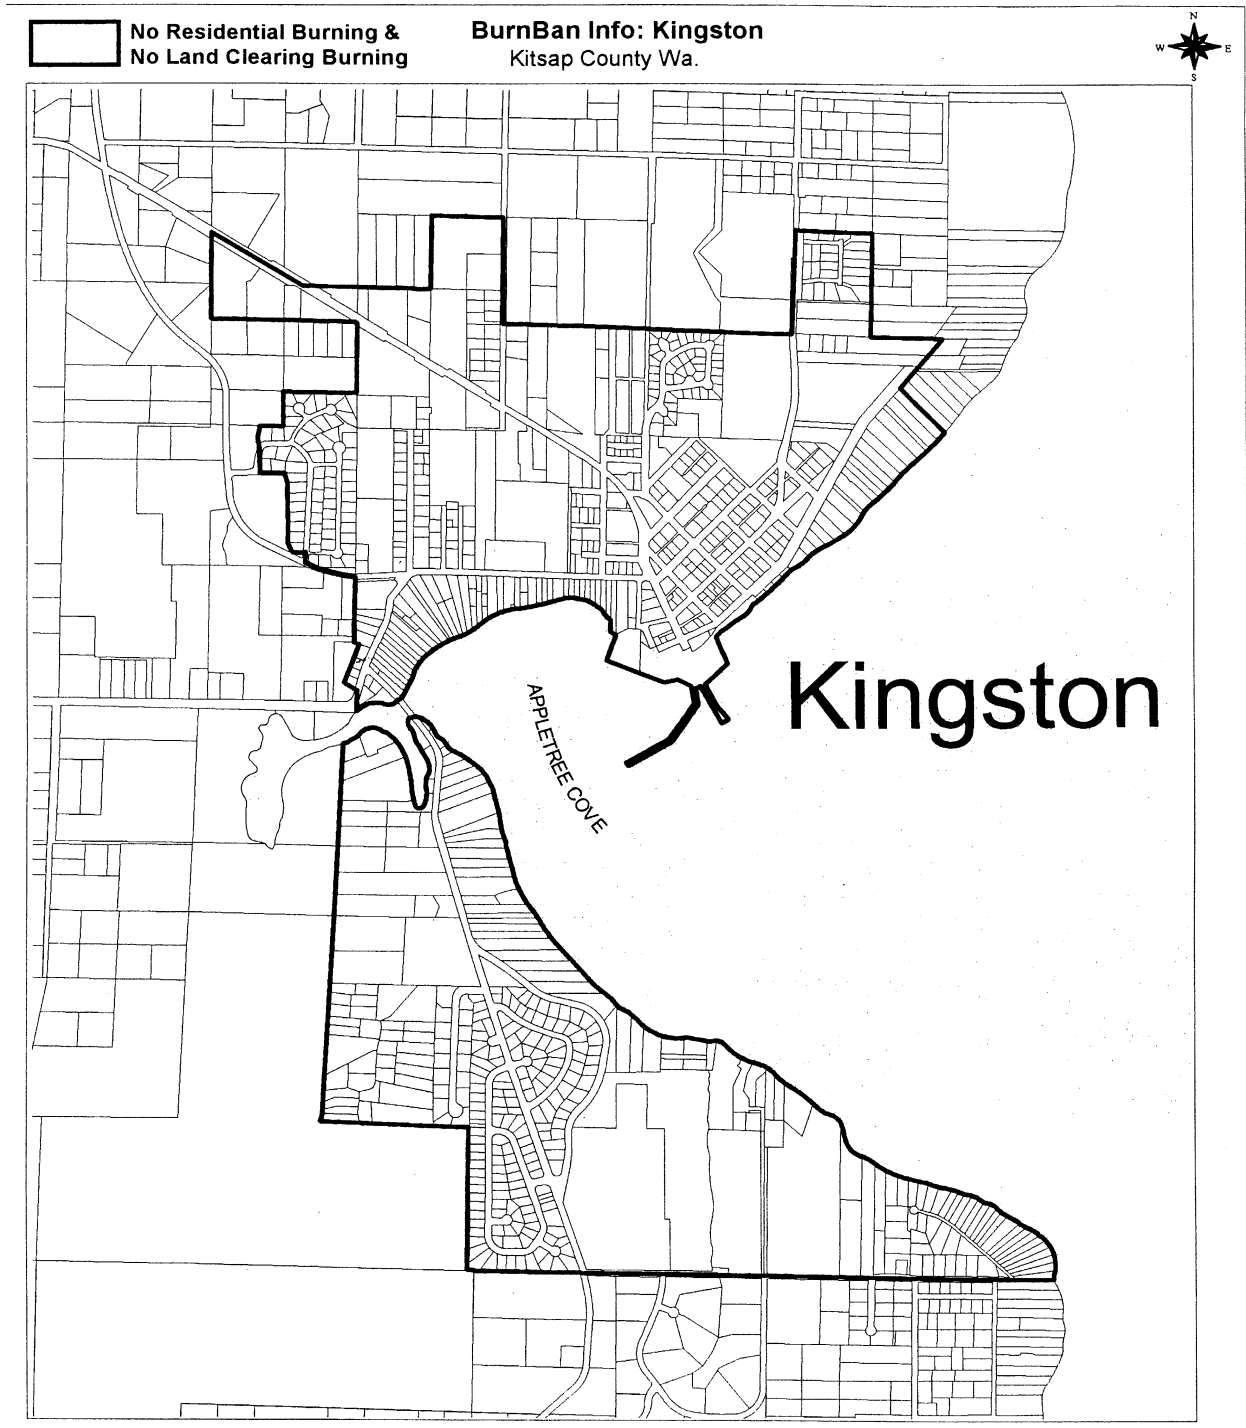 No Residential Burning &
No Land Clearing Burning
BurnBan Info: Kingston
Kitsap County Wa.
N
W
E
S
Kingston
APPLETREE COVE